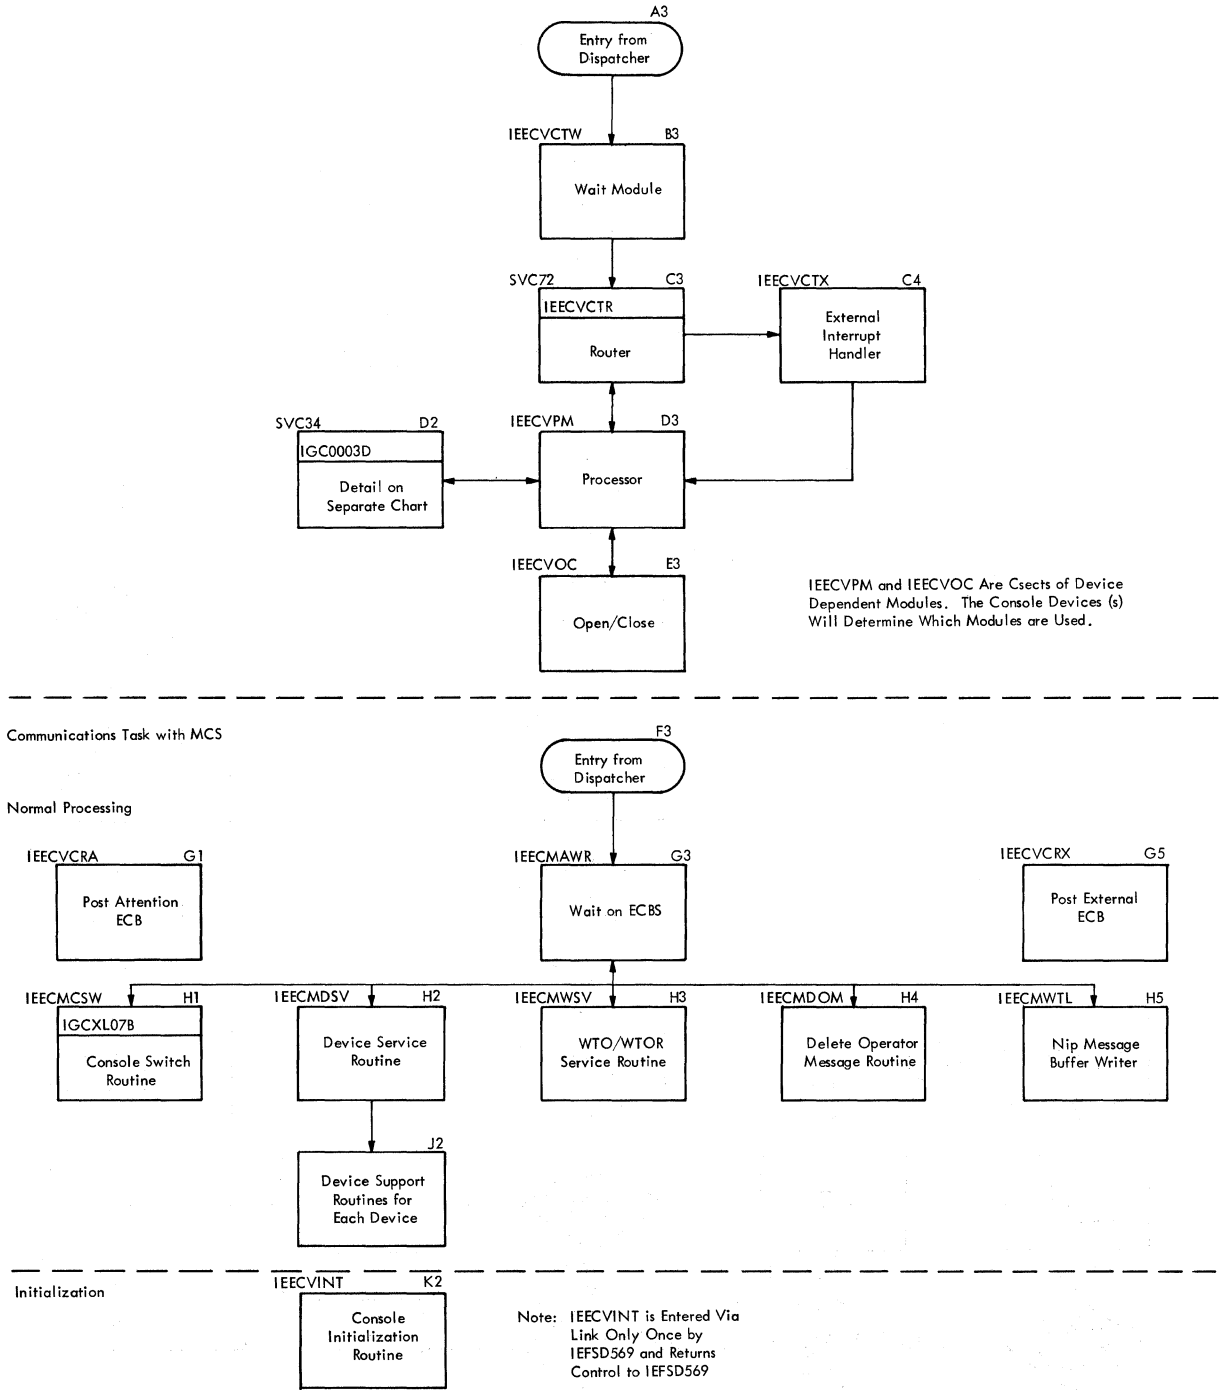 A3
Entry from
Dispatcher
IEECVCTW B3
Wait Module
SVC72 C3
IEECVCTR
Router
IEECVCTX C4
External
Interrupt
Handler
SVC34 D2
IGC0003D
Detail on
Separate Chart
IEECVPM D3
Processor
IEECVOC E3
Open/Close
IEECVPM and IEECVOC Are Csects of Device
Dependent Modules. The Console Devices (s)
Will Determine Which Modules are Used.
Communications Task with MCS
F3
Entry from
Dispatcher
Normal Processing
IEECVCRA G1
Post Attention
ECB
IEECMAWR G3
Wait on ECBS
IEECVCRX G5
Post External
ECB
IEECMCSW H1
IGCXL07B
Console Switch
Routine
IEECMDSV H2
Device Service
Routine
IEECMWSV H3
WTO/WTOR
Service Routine
IEECMDOM H4
Delete Operator
Message Routine
IEECMWTL H5
Nip Message
Buffer Writer
J2
Device Support
Routines for
Each Device
Initialization
IEECVINT K2
Console
Initialization
Routine
Note: IEECVINT is Entered Via
Link Only Once by
IEFSD569 and Returns
Control to IEFSD569